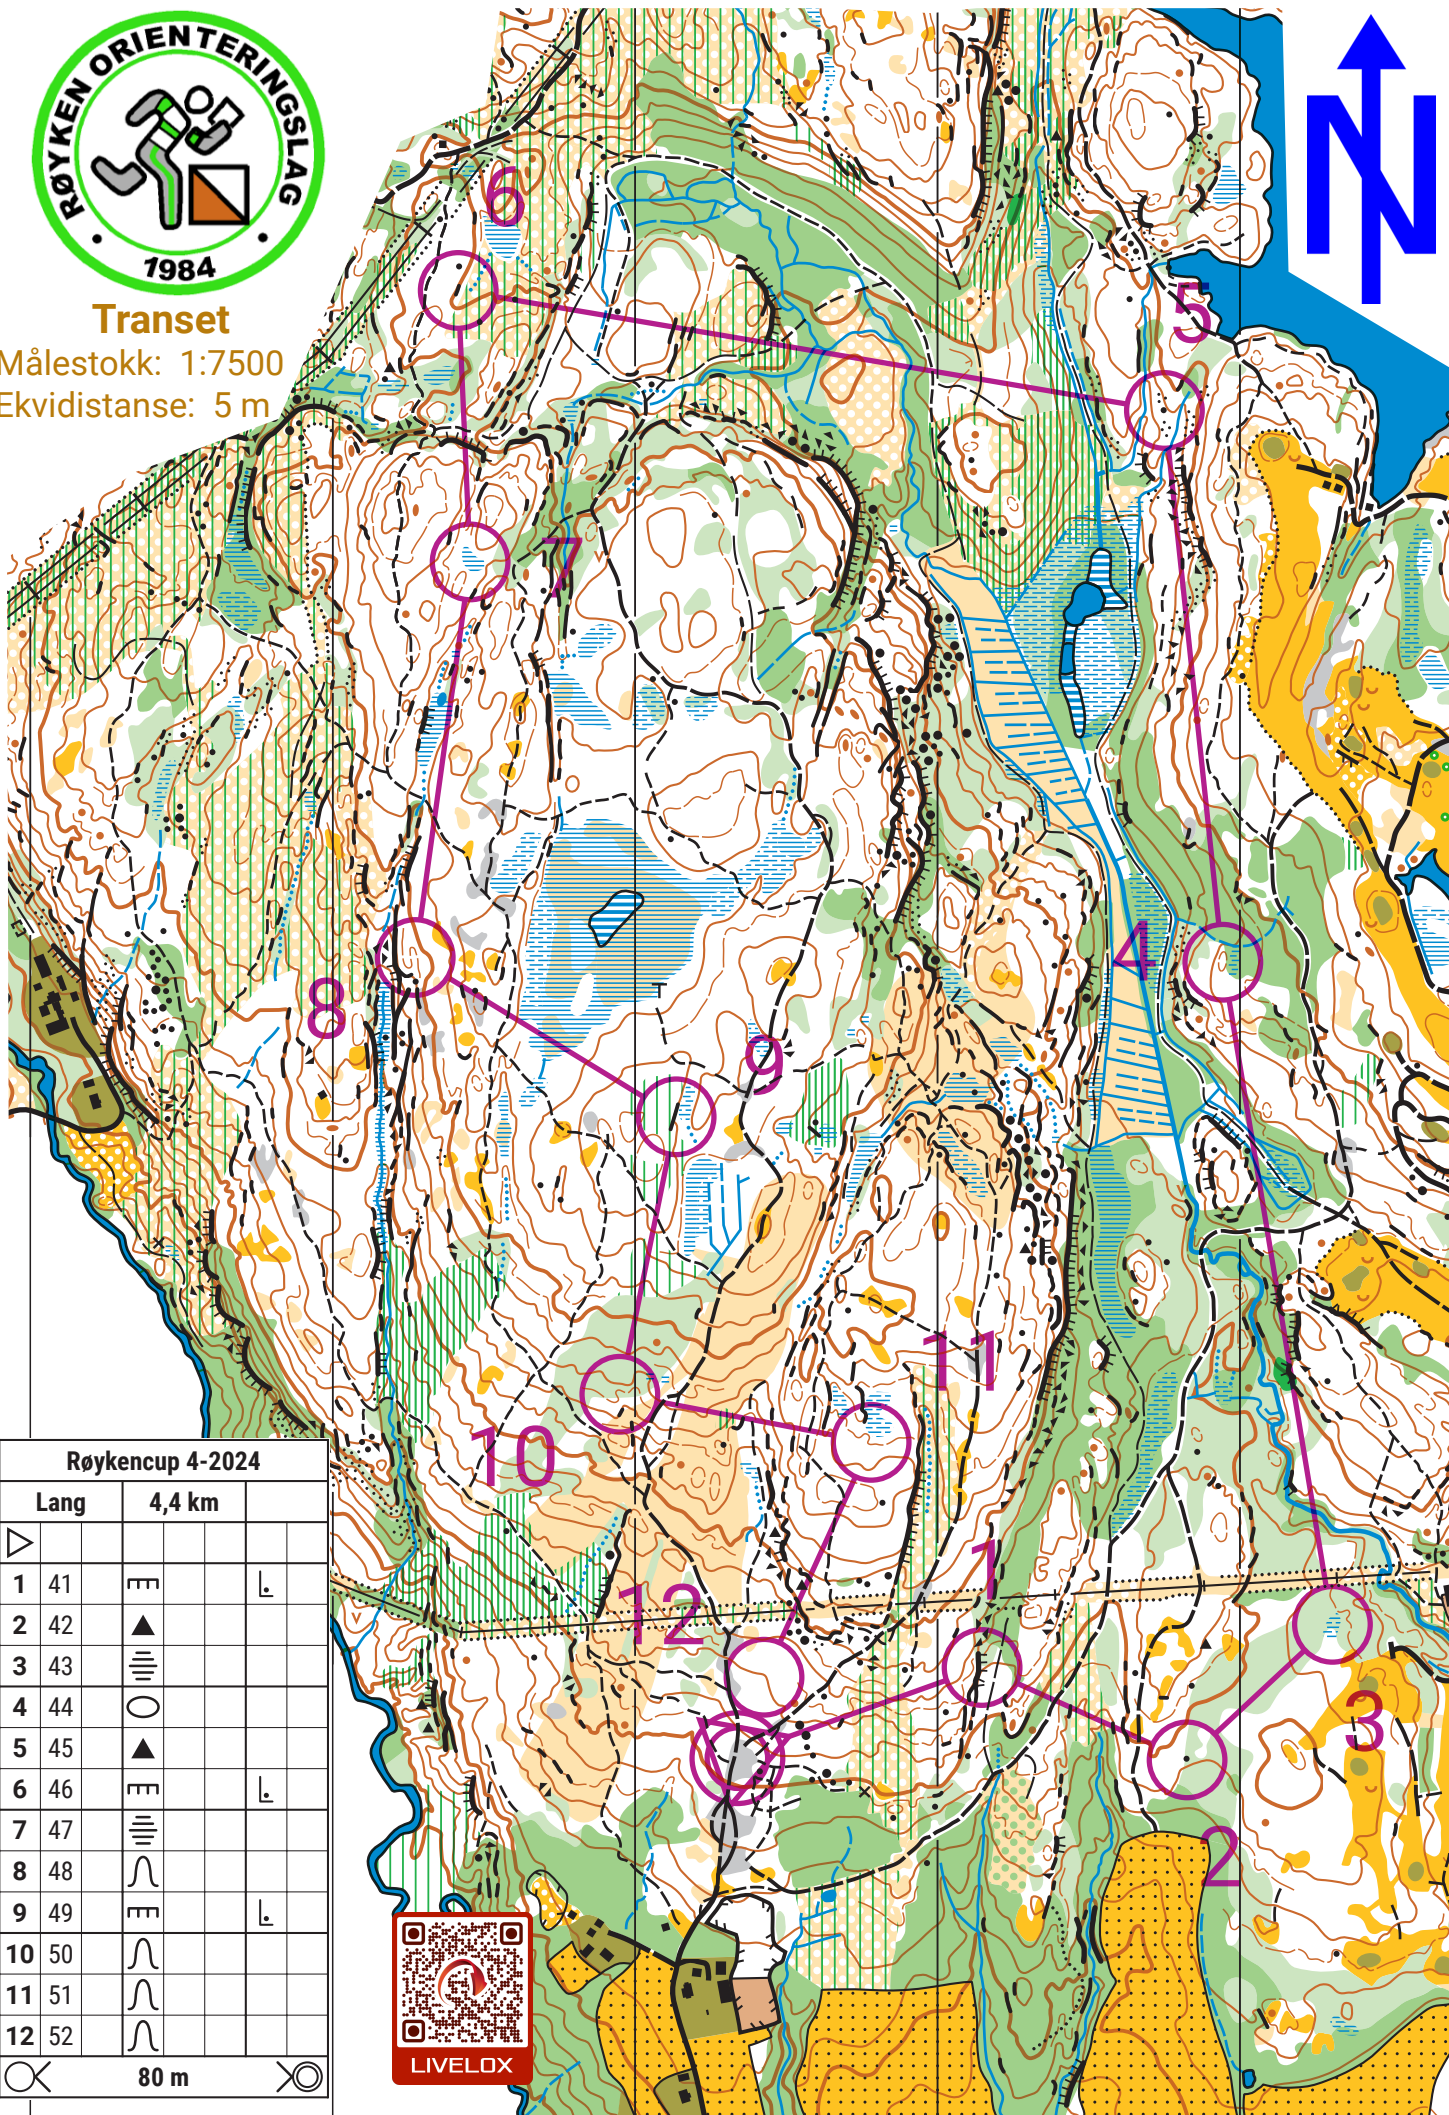 RØYKEN ORIENTERINGSLAG
1984
Transet
Målestokk: 1:7500
Ekvidistanse: 5 m
N
6
5
7
4
8
9
11
10
1
12
3
2
Røykencup 4-2024
Lang 4,4 km
1 41
2 42
3 43
4 44
5 45
6 46
7 47
8 48
9 49
10 50
11 51
12 52
80 m
LIVELOX